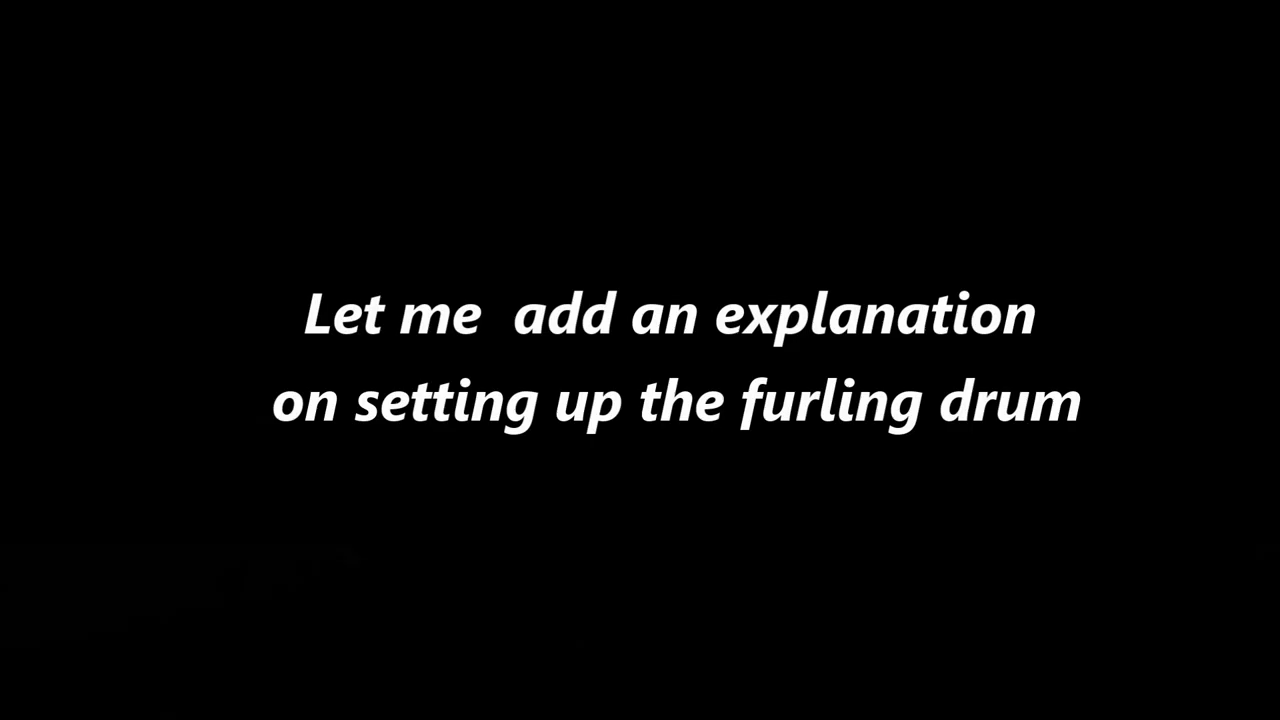 Let me  add an explanation
on setting up the furling drum